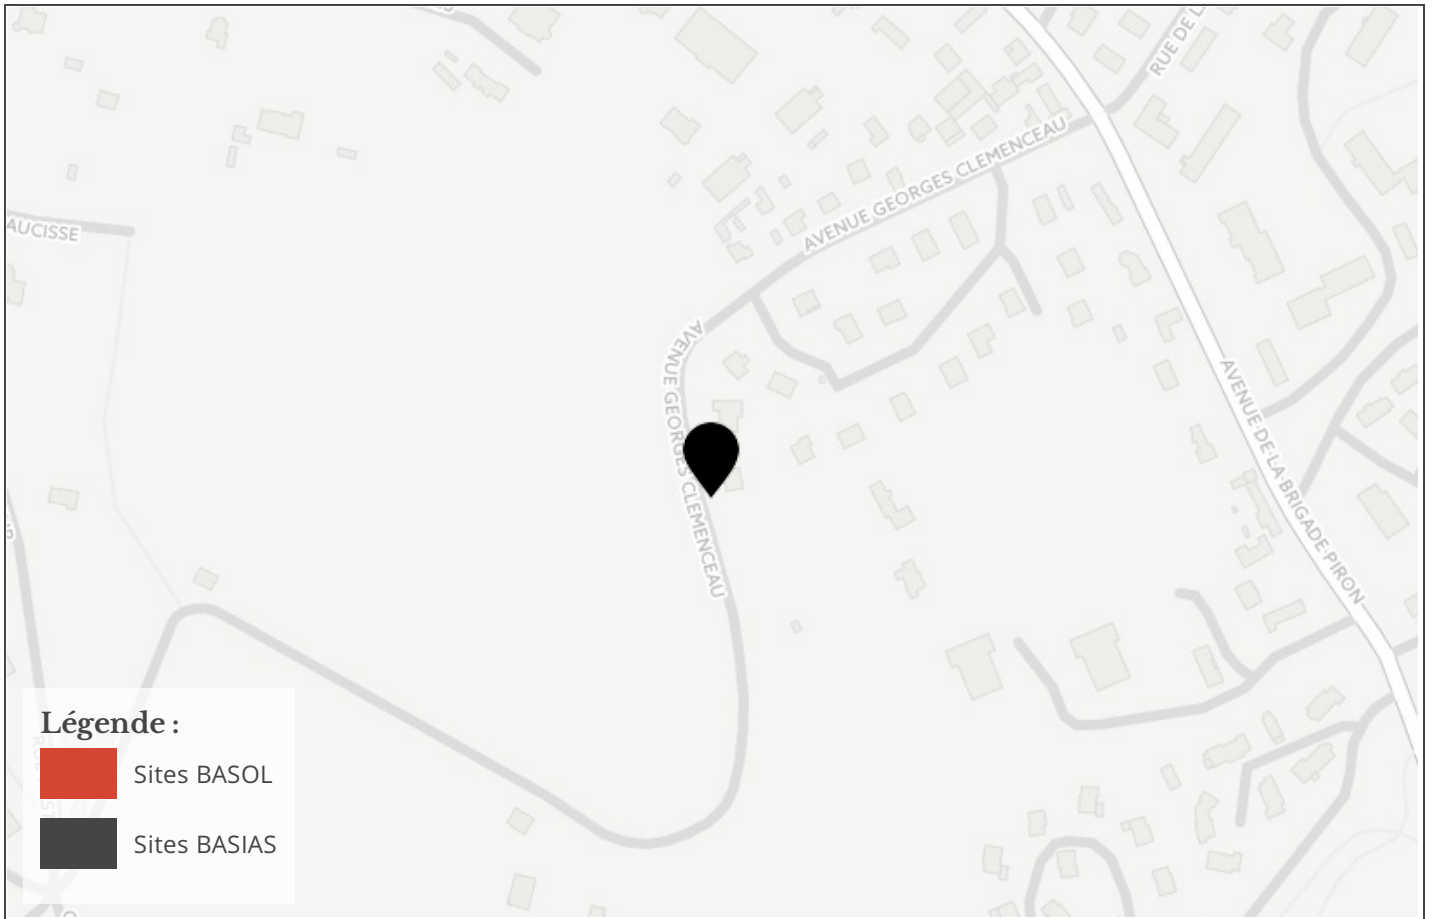 RUE DE L
AVENUE GEORGES CLEMENCEAU
AUCISSE
AVENUE GEORGES CLEMENCEAU
AVENUE DE LA BRIGADE PIRON
Légende :
Sites BASOL
Sites BASIAS